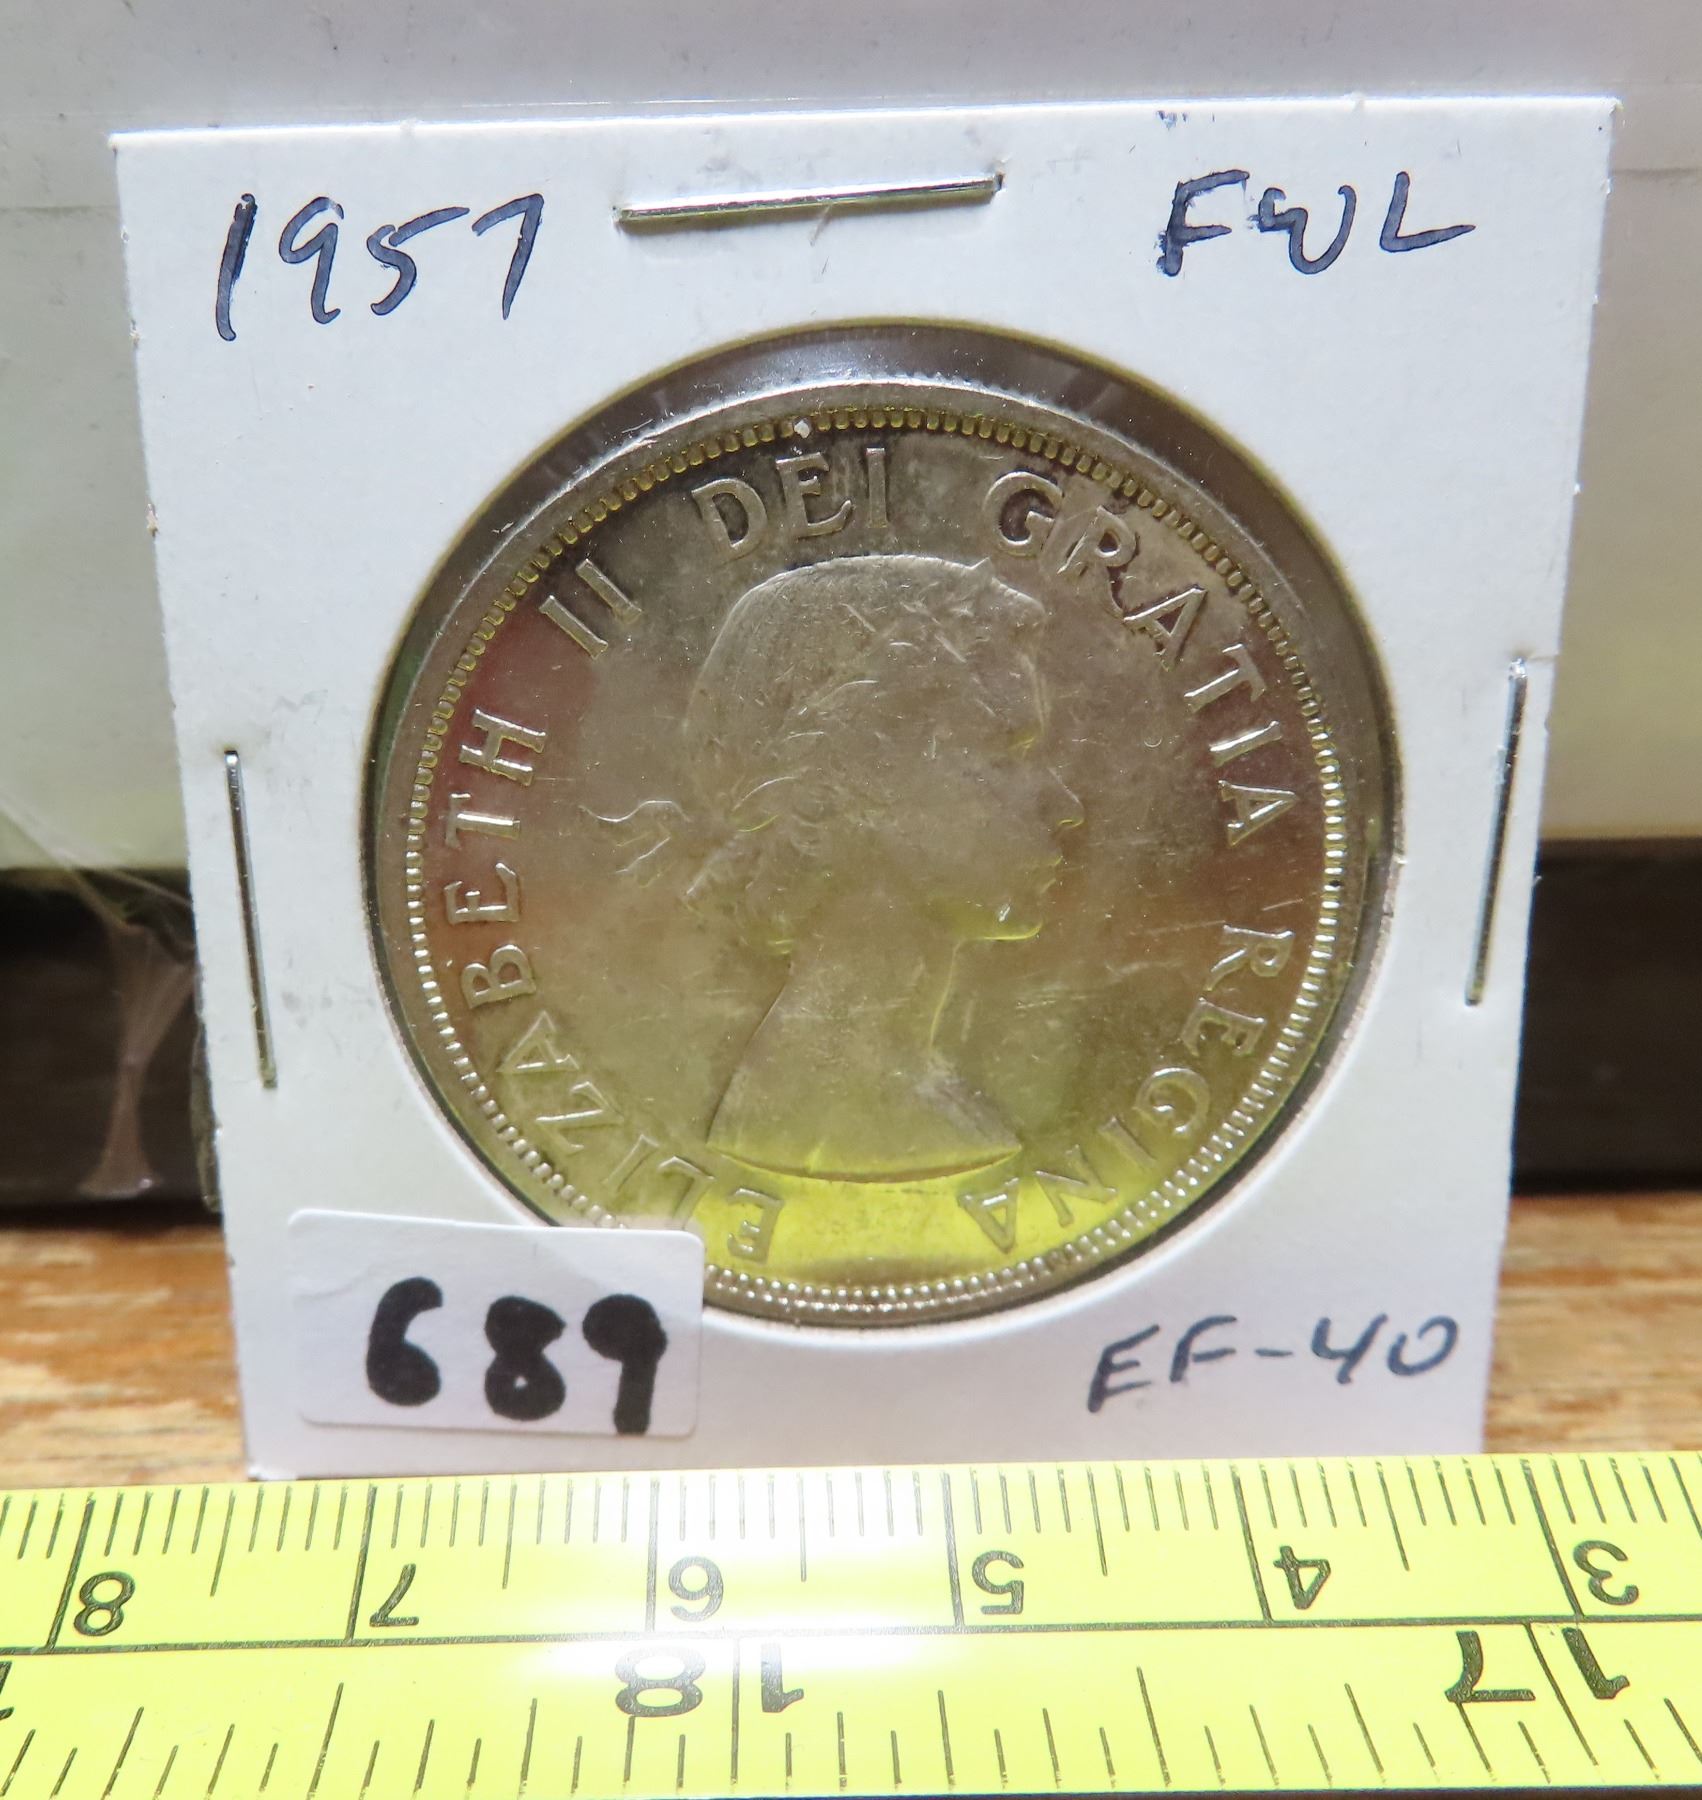 1957 FWL
ELIZABETH II DEI GRATIA REGINA
689
EF-40
8 7 6 5 4 3
18 17